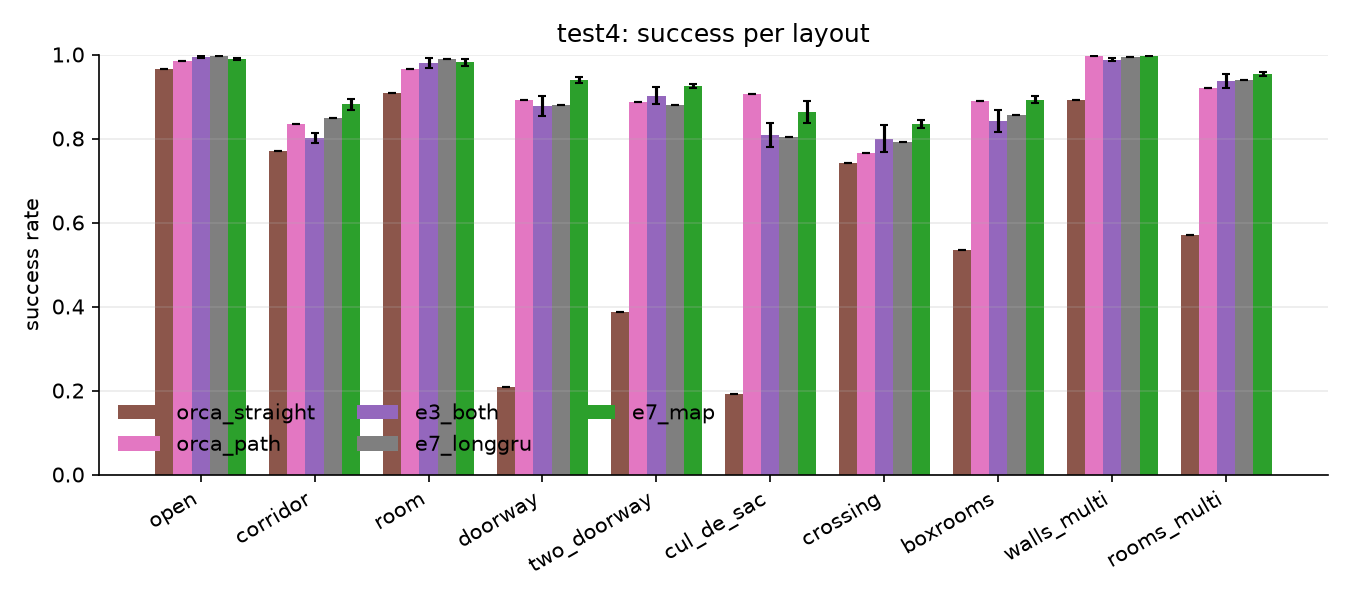 test4: success per layout
success rate
1.0
0.8
0.6
0.4
0.2
0.0
orca_straight e3_both e7_map
orca_path e7_longgru
open corridor room doorway two_doorway cul_de_sac crossing boxrooms walls_multi rooms_multi